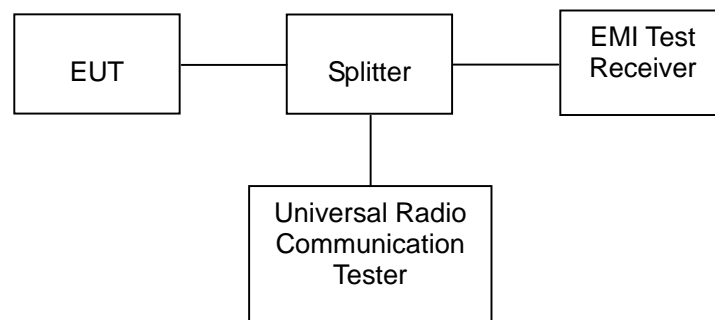 EUT
Splitter
EMI Test
Receiver
Universal Radio
Communication
Tester